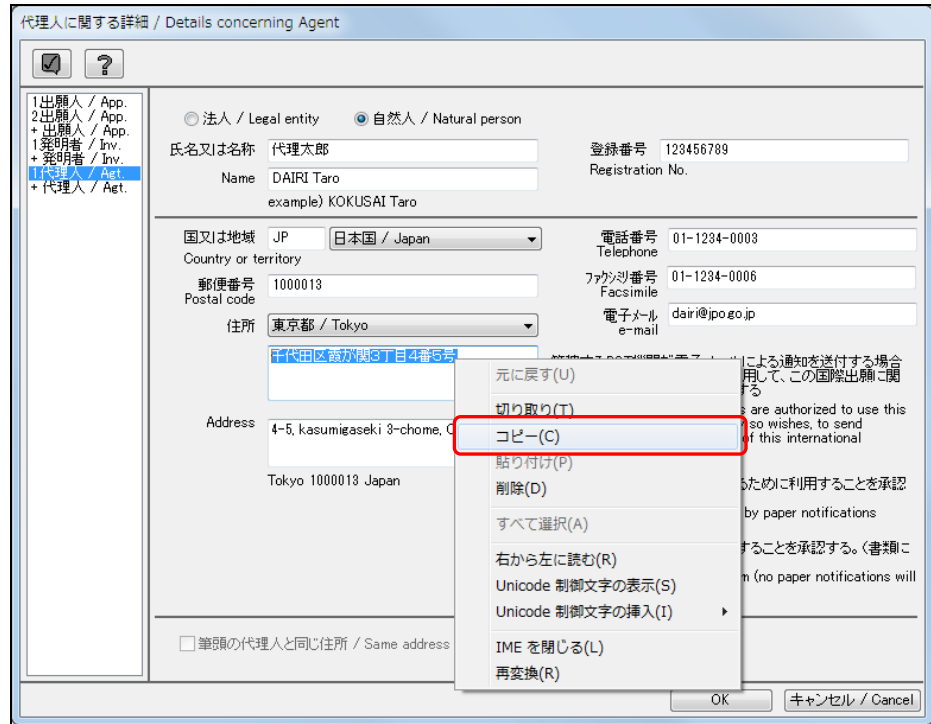 代理人に関する詳細 / Details concerning Agent
?
1出願人 / App.
2出願人 / App.
+ 出願人 / App.
1発明者 / Inv.
+ 発明者 / Inv.
1代理人 / Agt.
+ 代理人 / Agt.
法人 / Legal entity 自然人 / Natural person
氏名又は名称 代理太郎 登録番号 123456789
Registration No.
Name DAIRI Taro
example) KOKUSAI Taro
国又は地域 JP 日本国 / Japan 電話番号 01-1234-0003
Country or territory Telephone
郵便番号 1000013 ファクシミリ番号 01-1234-0006
Postal code Facsimile
住所 東京都 / Tokyo 電子メール dairi@jpo.go.jp
e-mail
千代田区霞が関3丁目4番5号
による通知を送付する場合
元に戻す(U) 用して、この国際出願に関
する
切り取り(T) are authorized to use this
Address 4-5, kasumigaseki 3-chome, C コピー(C) so wishes, to send
of this international
貼り付け(P)
Tokyo 1000013 Japan 削除(D) るために利用することを承認
by paper notifications
すべて選択(A)
することを承認する。(書類に
右から左に読む(R)
(no paper notifications will
Unicode 制御文字の表示(S)
Unicode 制御文字の挿入(I)
筆頭の代理人と同じ住所 / Same address IME を閉じる(L)
再変換(R)
OK キャンセル / Cancel